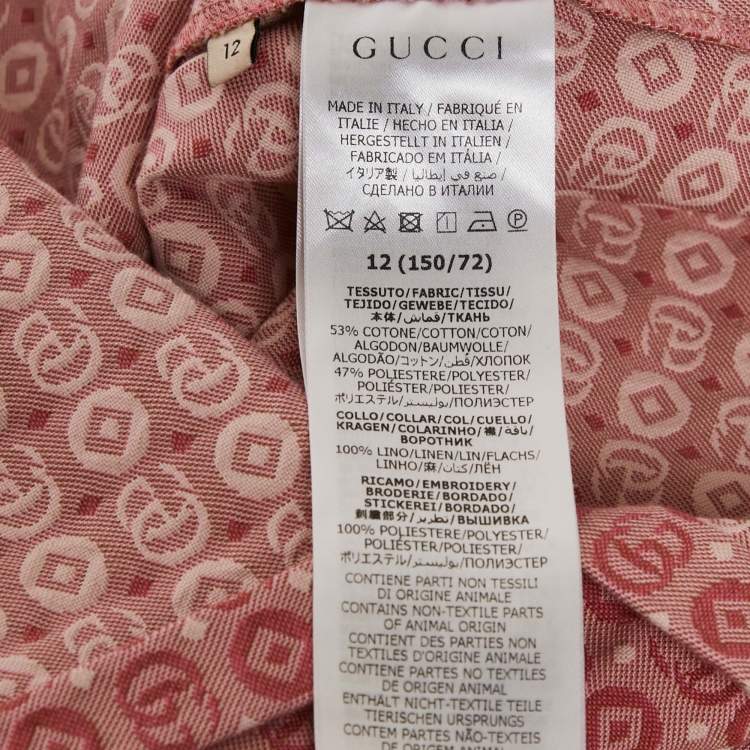 12
GUCCI
MADE IN ITALY / FABRIQUÉ EN
ITALIE / HECHO EN ITALIA /
HERGESTELLT IN ITALIEN /
FABRICADO EM ITÁLIA /
イタリア製 / صنع في إيطاليا /
СДЕЛАНО В ИТАЛИИ
12 (150/72)
TESSUTO/FABRIC/TISSU/
TEJIDO/GEWEBE/TECIDO/
本体/قماش/ТКАНЬ
53% COTONE/COTTON/COTON/
ALGODON/BAUMWOLLE/
ALGODÃO/コットン/قطن/ХЛОПОК
47% POLIESTERE/POLYESTER/
POLIÉSTER/POLYESTER/
ポリエステル/بوليستر/ПОЛИЭСТЕР
COLLO/COLLAR/COL/CUELLO/
KRAGEN/COLARINHO/襟/ياقة/
ВОРОТНИК
100% LINO/LINEN/LIN/FLACHS/
LINHO/麻/كتان/ЛЁН
RICAMO/EMBROIDERY/
BRODERIE/BORDADO/
STICKEREI/BORDADO/
刺繍部分/تطريز/ВЫШИВКА
100% POLIESTERE/POLYESTER/
POLIÉSTER/POLYESTER/
ポリエステル/بوليستر/ПОЛИЭСТЕР
CONTIENE PARTI NON TESSILI
DI ORIGINE ANIMALE
CONTAINS NON-TEXTILE PARTS
OF ANIMAL ORIGIN
CONTIENT DES PARTIES NON
TEXTILES D'ORIGINE ANIMALE
CONTIENE PARTES NO TEXTILES
DE ORIGEN ANIMAL
ENTHÄLT NICHT-TEXTILE TEILE
TIERISCHEN URSPRUNGS
CONTEM PARTES NÃO-TEXTEIS
DE ORIGEM ANIMAL